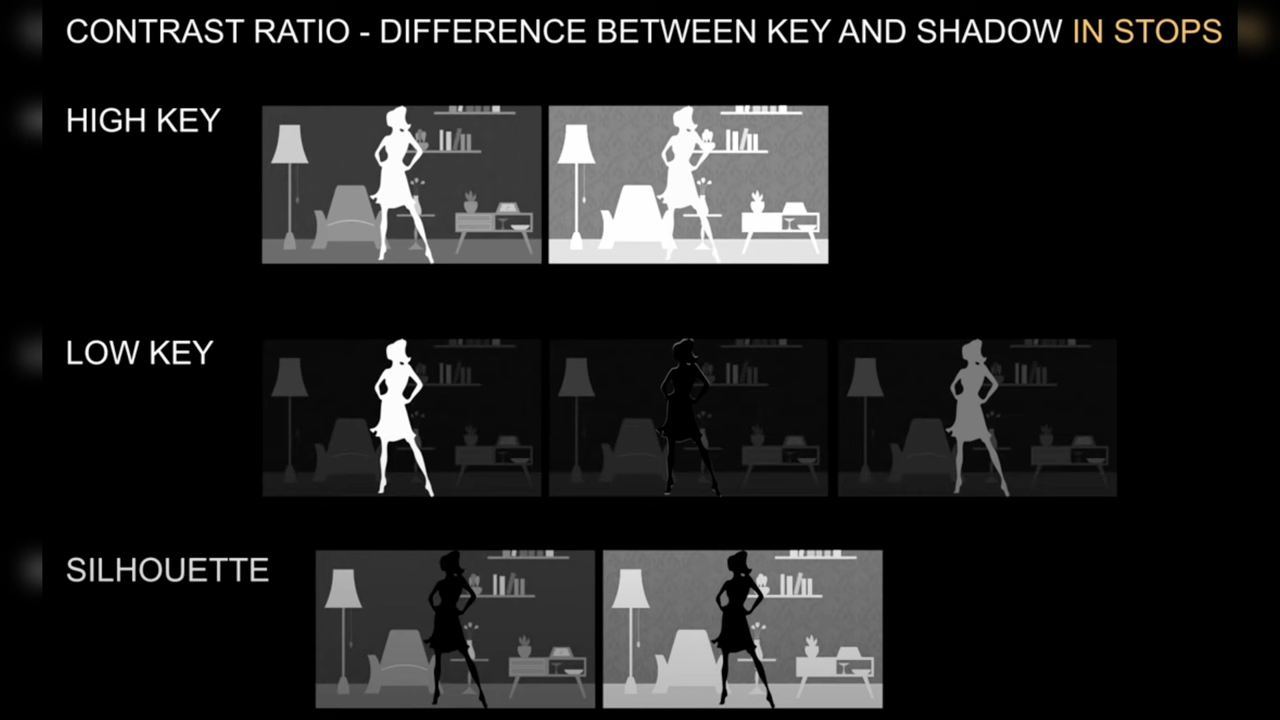 CONTRAST RATIO - DIFFERENCE BETWEEN KEY AND SHADOW IN STOPS
HIGH KEY
LOW KEY
SILHOUETTE